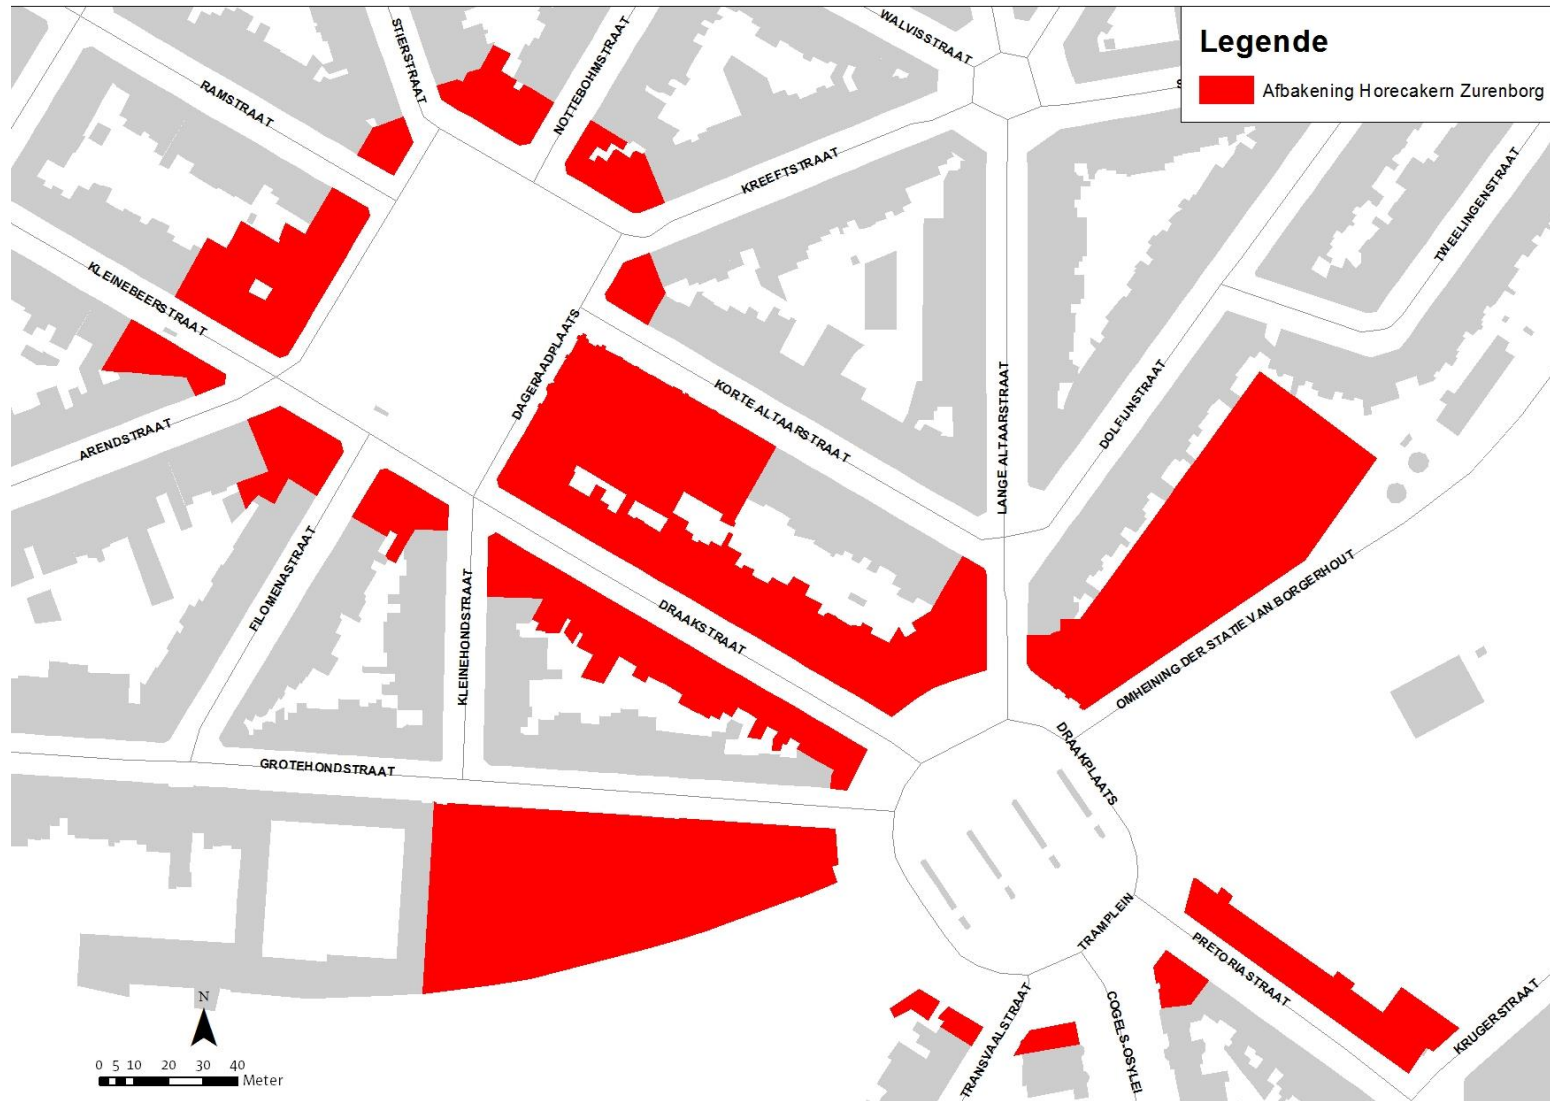 Legende
Afbakening Horecakern Zurenborg
WALVISSTRAAT
STIERSTRAAT
NOTTEBOHMSTRAAT
RAMSTRAAT
KREEFTSTRAAT
S
TWEELINGENSTRAAT
KLEINEBEERSTRAAT
DAGERAADPLAATS
KORTE ALTAARSTRAAT
LANGE ALTAARSTRAAT
DOLFIJNSTRAAT
ARENDSTRAAT
FILOMENASTRAAT
KLEINEHONDSTRAAT
DRAAKSTRAAT
OMHEINING DER STATIE VAN BORGERHOUT
GROTEHONDSTRAAT
DRAAKPLAATS
TRAMPLEIN
PRETORIASTRAAT
KRUGERSTRAAT
TRANSVAALSTRAAT
COGELS-OSYLEI
N
0 5 10 20 30 40
Meter